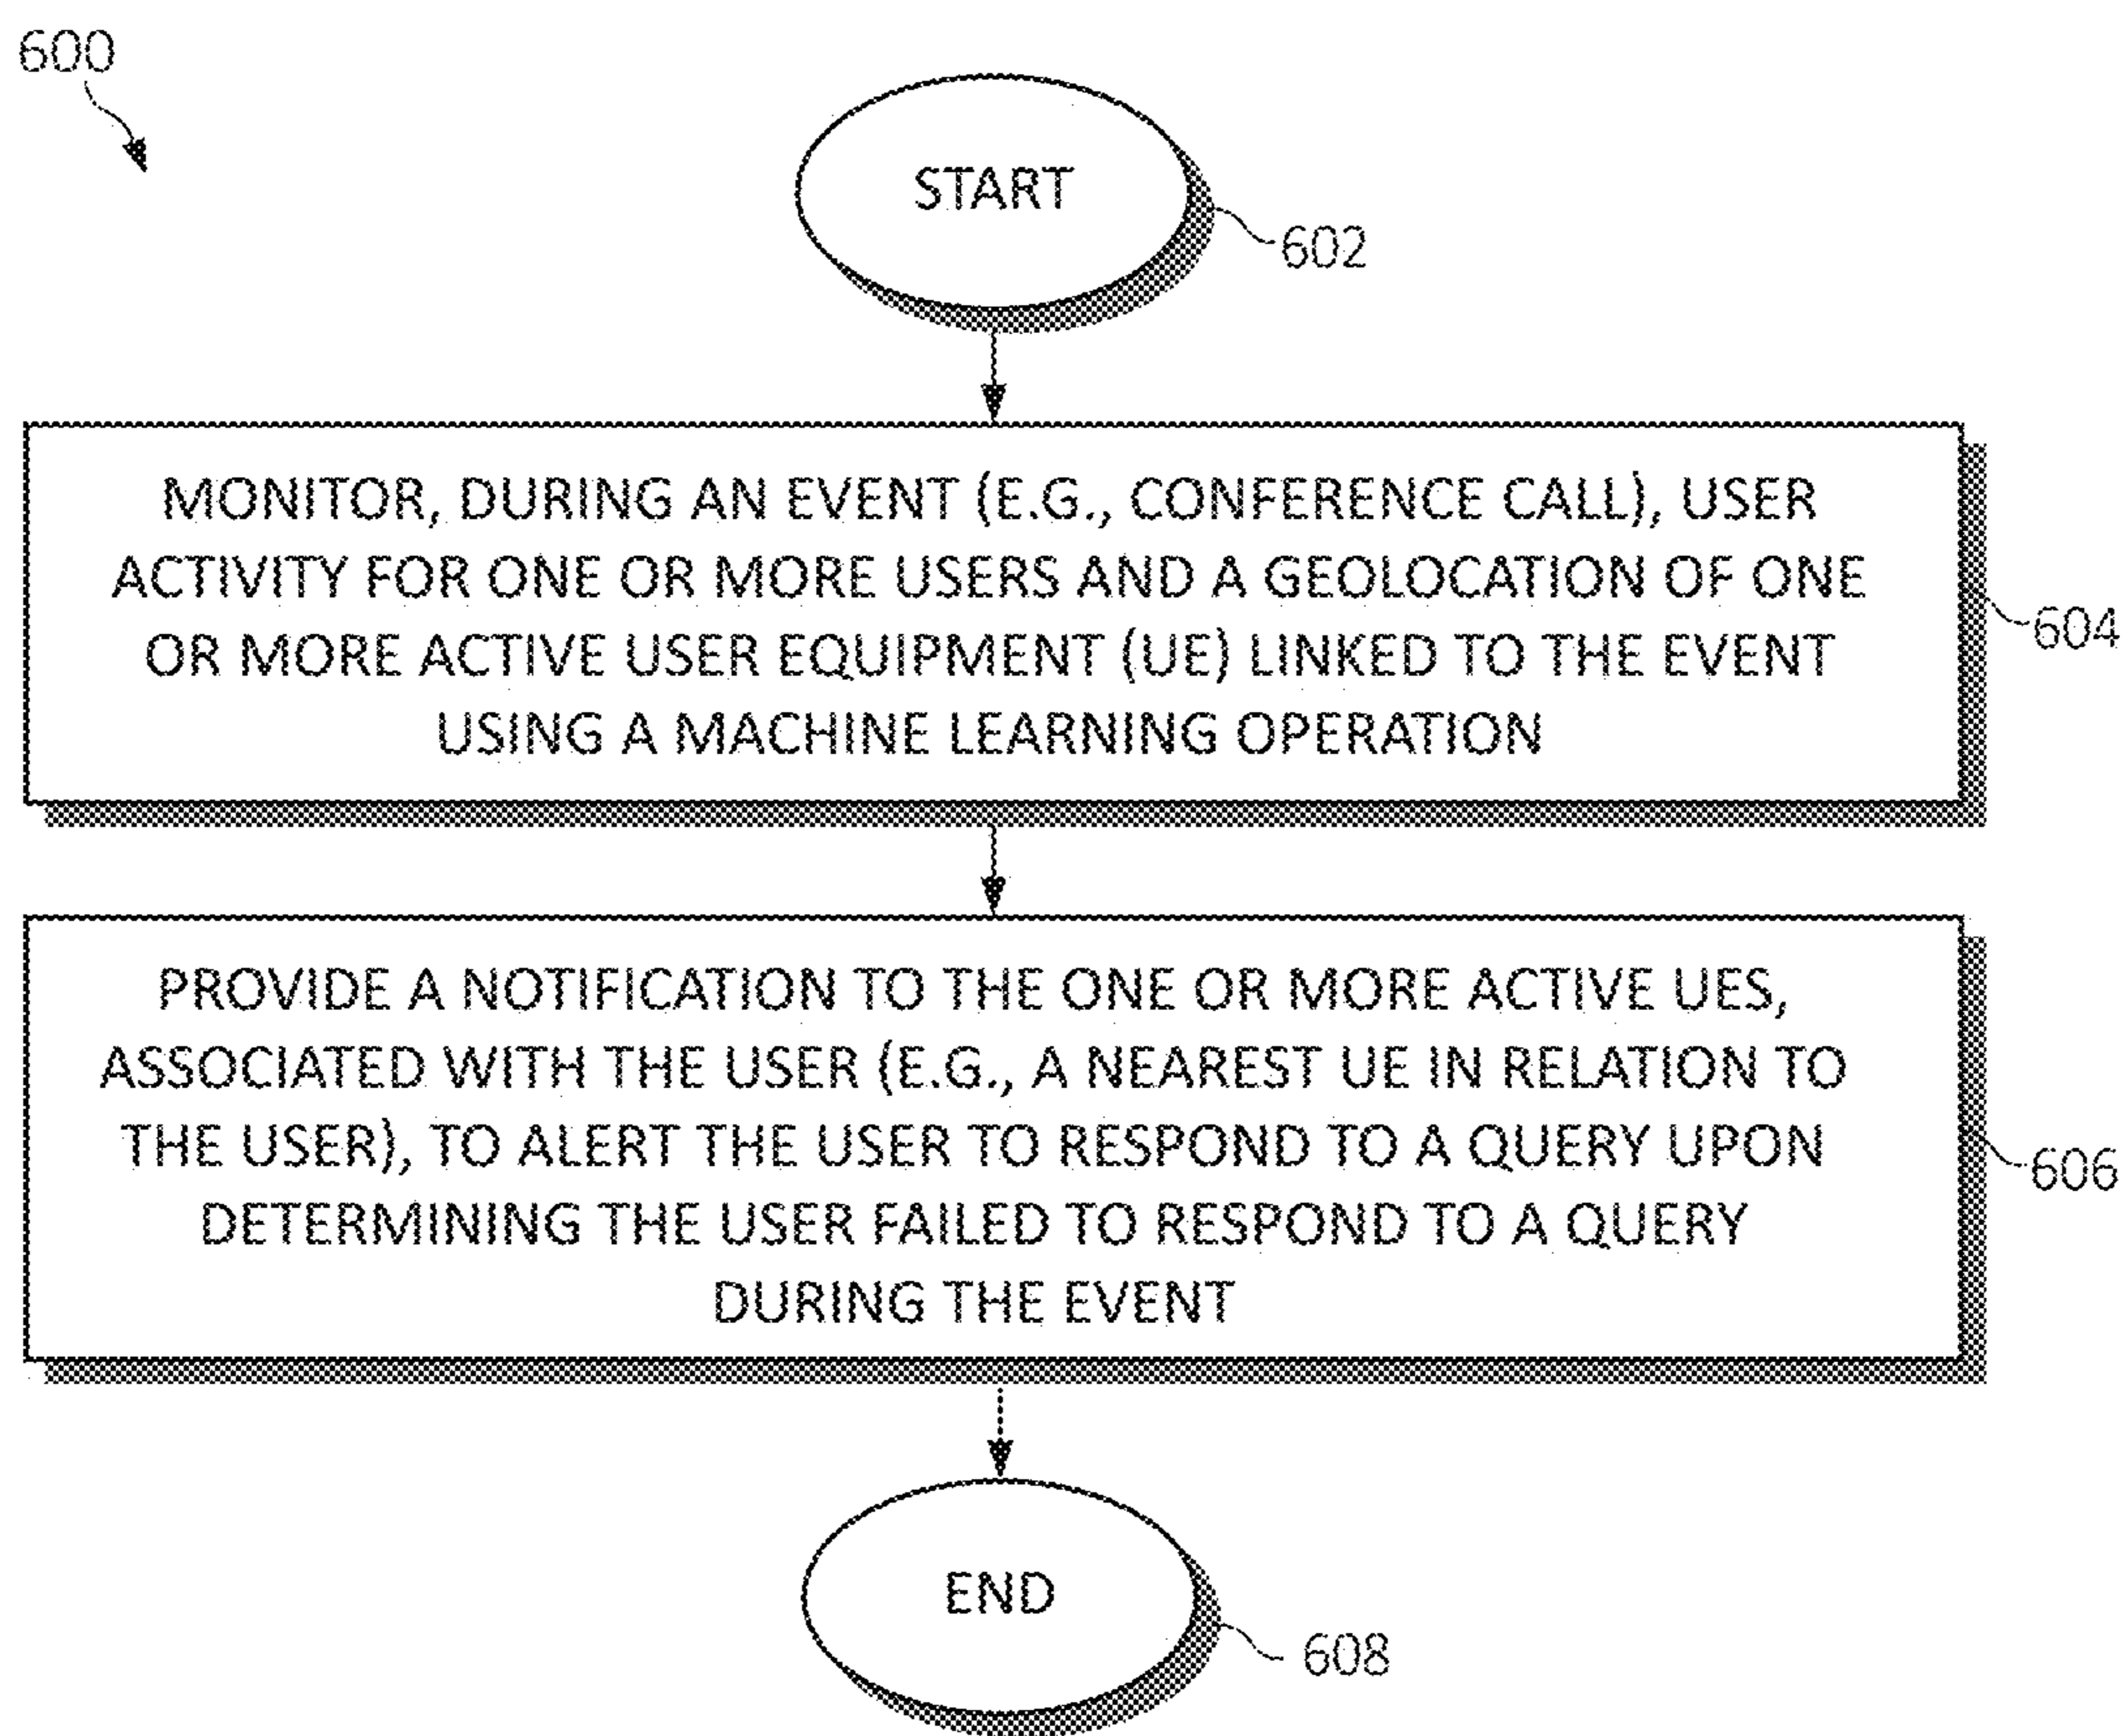 600
START
602
MONITOR, DURING AN EVENT (E.G., CONFERENCE CALL), USER
ACTIVITY FOR ONE OR MORE USERS AND A GEOLOCATION OF ONE
OR MORE ACTIVE USER EQUIPMENT (UE) LINKED TO THE EVENT
USING A MACHINE LEARNING OPERATION
604
PROVIDE A NOTIFICATION TO THE ONE OR MORE ACTIVE UES,
ASSOCIATED WITH THE USER (E.G., A NEAREST UE IN RELATION TO
THE USER), TO ALERT THE USER TO RESPOND TO A QUERY UPON
DETERMINING THE USER FAILED TO RESPOND TO A QUERY
DURING THE EVENT
606
END
608